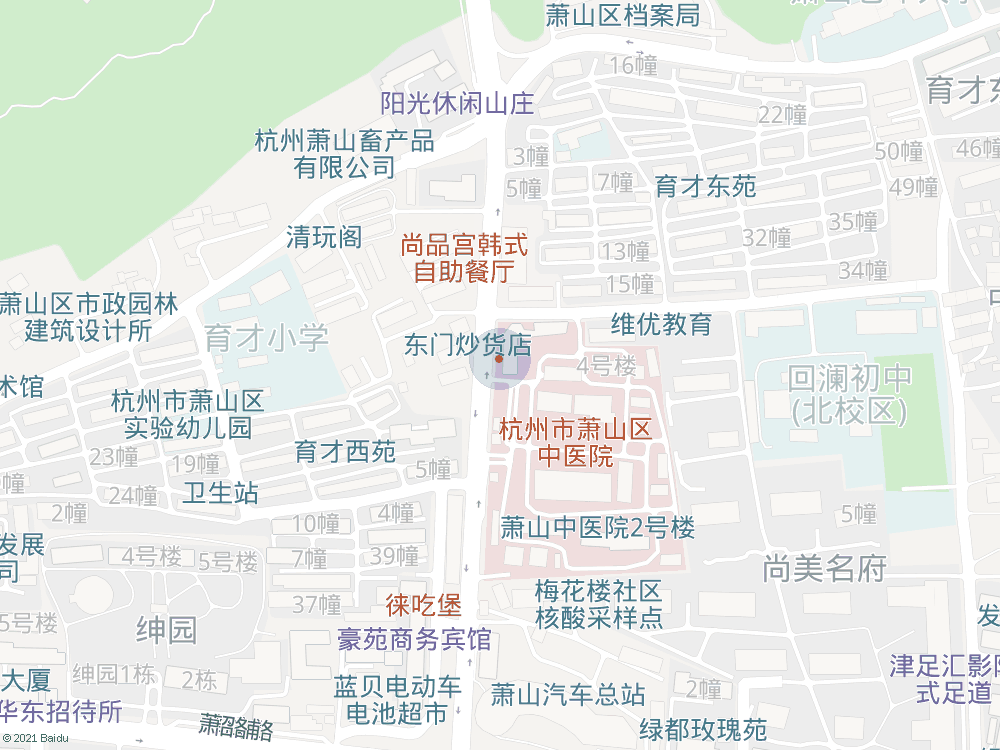 萧山区档案局
16幢
育才东
阳光休闲山庄
22幢
杭州萧山畜产品
有限公司
3幢
50幢
46幢
5幢
7幢
育才东苑
49幢
35幢
清玩阁
尚品宫韩式
自助餐厅
13幢
32幢
15幢
34幢
萧山区市政园林
建筑设计所
育才小学
东门炒货店
维优教育
4号楼
回澜初中
(北校区)
术馆
杭州市萧山区
实验幼儿园
杭州市萧山区
中医院
23幢
19幢
育才西苑
5幢
24幢
卫生站
2幢
10幢
4幢
萧山中医院2号楼
5幢
发展
司
4号楼
5号楼
7幢
39幢
尚美名府
37幢
徕吃堡
梅花楼社区
核酸采样点
5号楼
绅园
豪苑商务宾馆
发
绅园1栋
2栋
大厦
蓝贝电动车
电池超市
萧山汽车总站
2幢
津足汇影院
式足道
华东招待所
萧绍路
绿都玫瑰苑
© 2021 Baidu